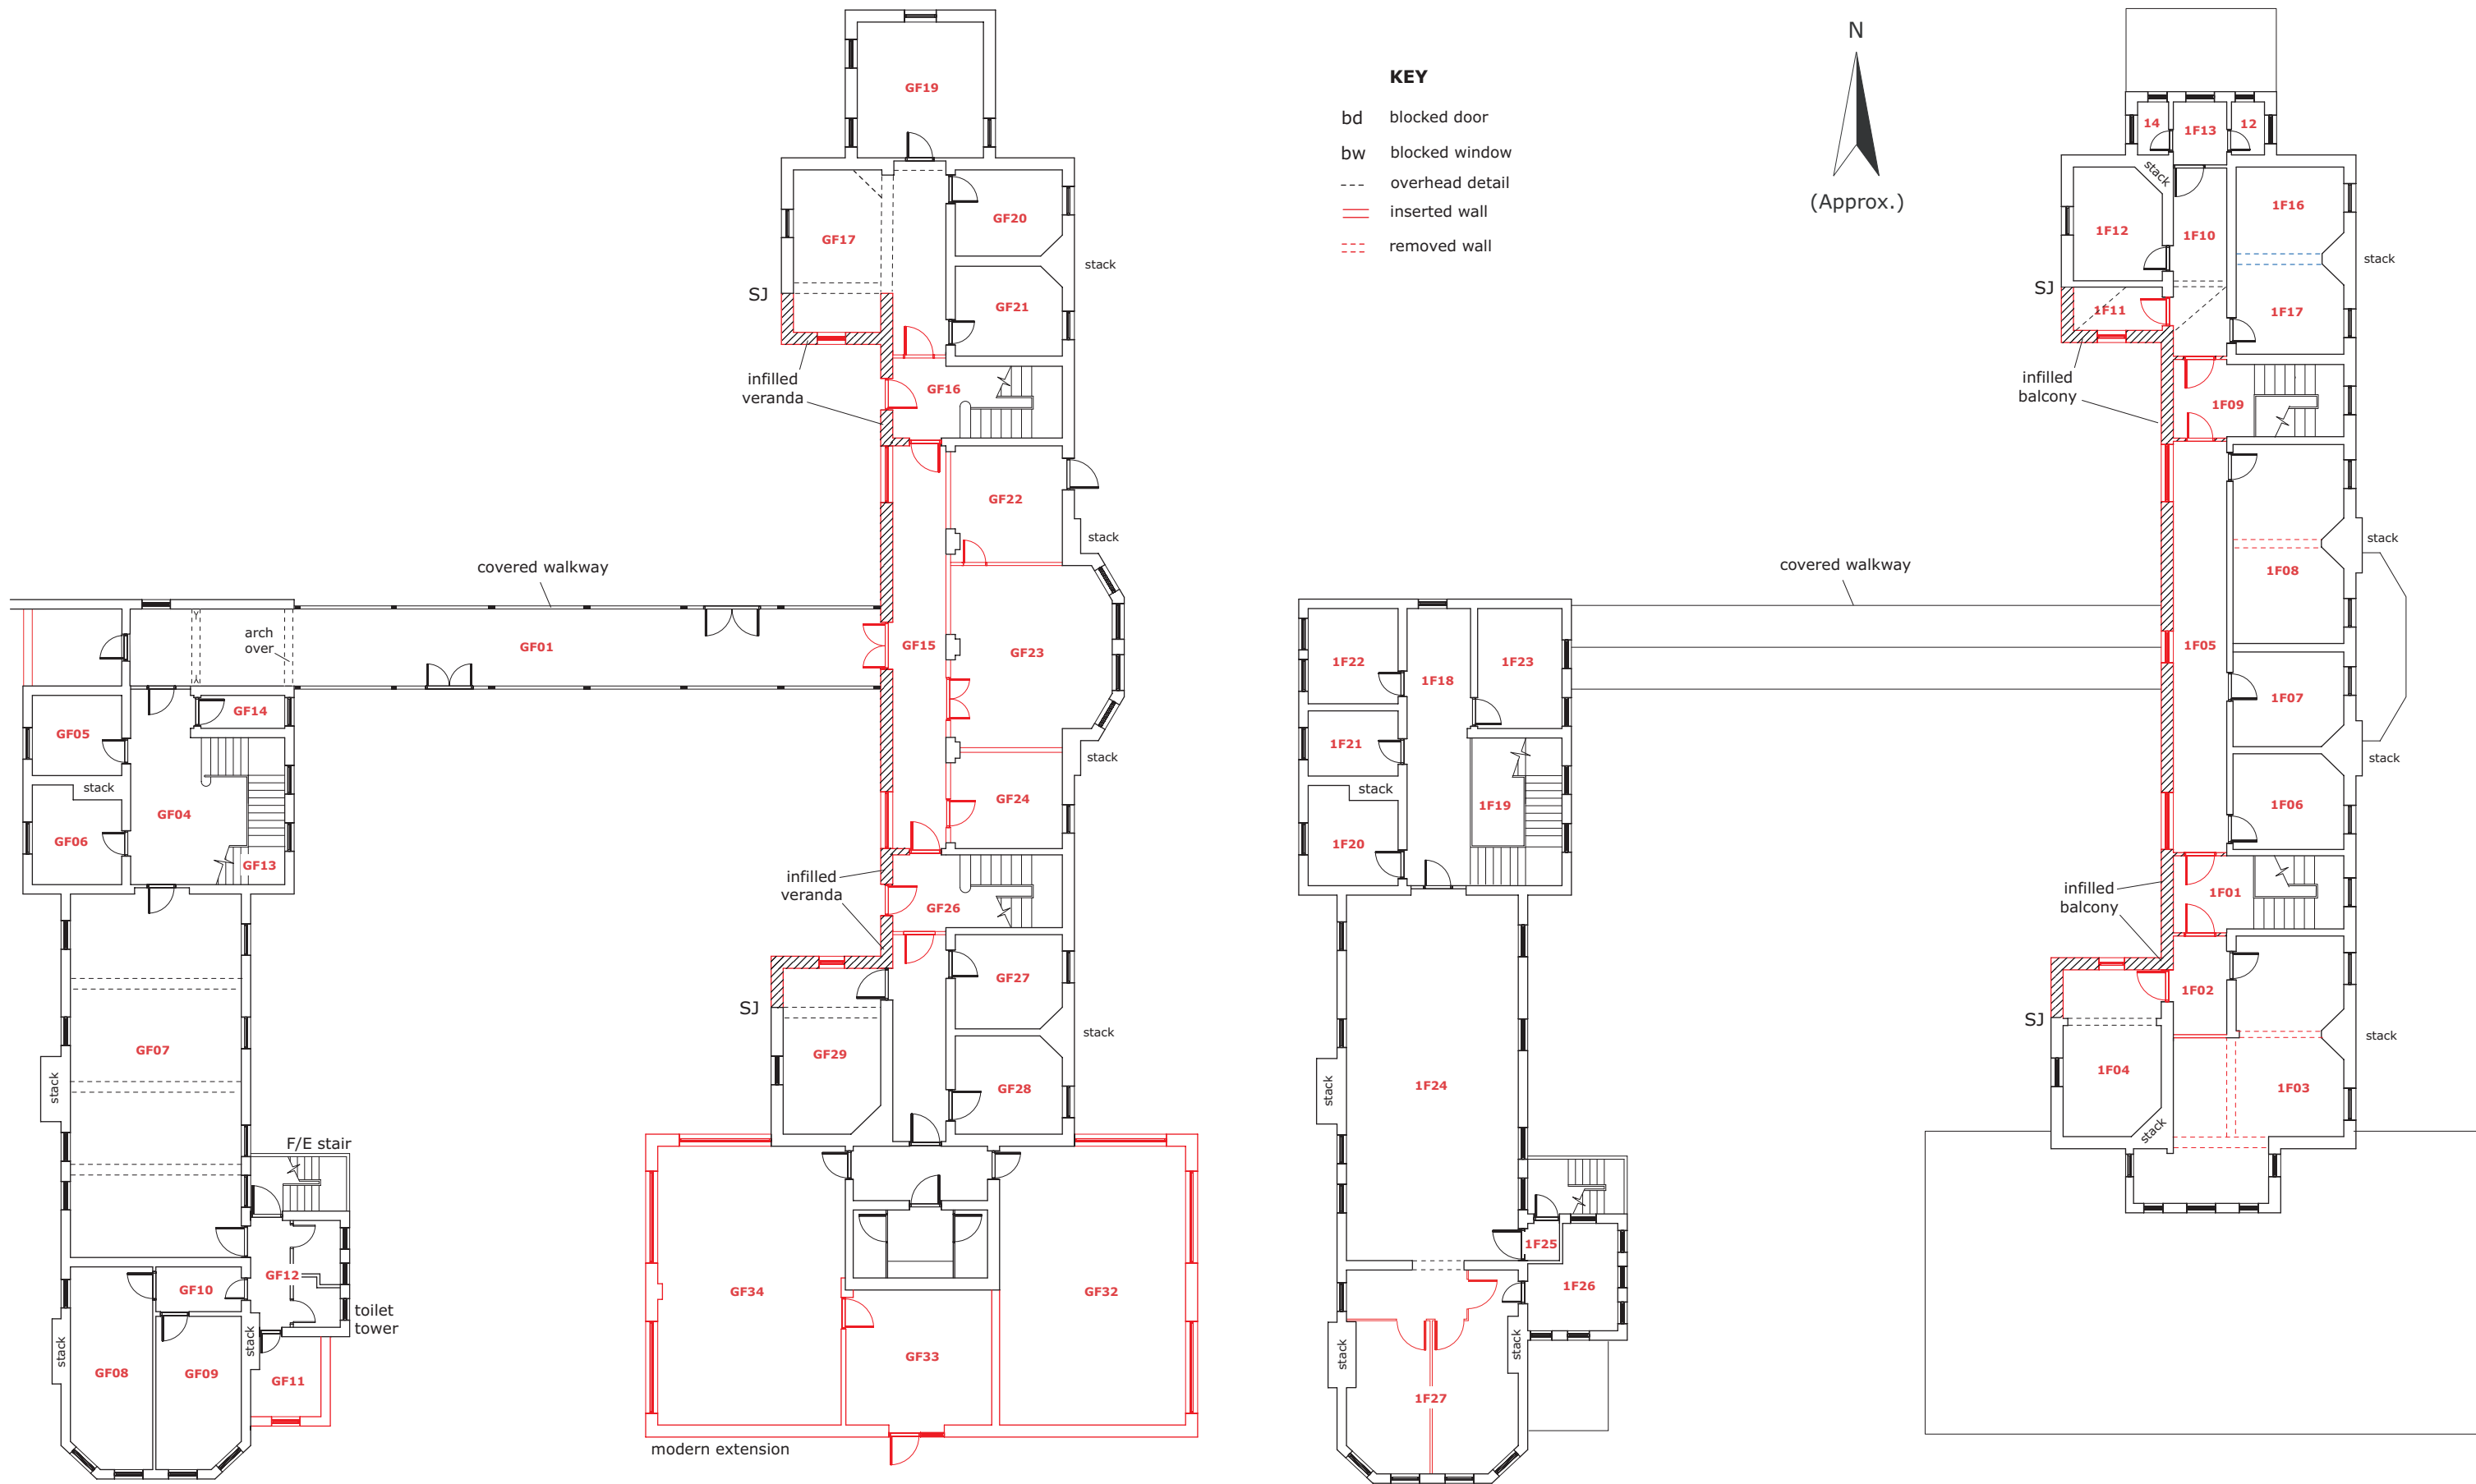 KEY
bd blocked door
bw blocked window
overhead detail
inserted wall
removed wall
N
(Approx.)
GF19
GF20
GF17
stack
GF21
SJ
infilled
veranda
GF16
GF22
stack
covered walkway
arch
over
GF01
GF15
GF23
GF14
GF05
stack
stack
GF24
GF04
GF06
GF13
infilled
veranda
GF26
GF27
SJ
stack
GF07
GF29
stack
GF28
F/E stair
GF12
GF10
GF34
GF32
toilet
tower
stack
stack
GF33
GF08
GF09
GF11
modern extension
14
1F13
12
stack
1F16
1F12
1F10
stack
SJ
1F11
1F17
infilled
balcony
1F09
stack
covered walkway
1F08
1F05
1F22
1F23
1F18
1F07
1F21
stack
stack
1F19
1F06
1F20
infilled
balcony
1F01
1F02
SJ
stack
1F04
1F24
1F03
stack
stack
1F25
1F26
stack
stack
1F27